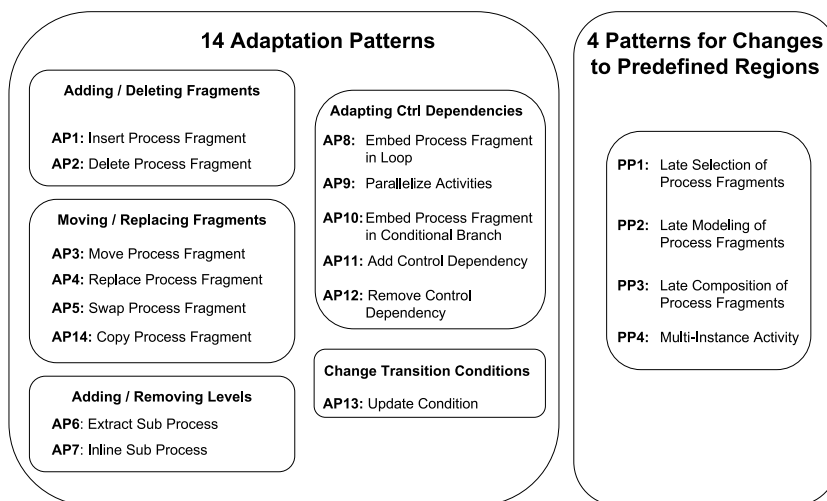 14 Adaptation Patterns
Adding / Deleting Fragments
AP1: Insert Process Fragment
AP2: Delete Process Fragment
Moving / Replacing Fragments
AP3: Move Process Fragment
AP4: Replace Process Fragment
AP5: Swap Process Fragment
AP14: Copy Process Fragment
Adding / Removing Levels
AP6: Extract Sub Process
AP7: Inline Sub Process
Adapting Ctrl Dependencies
AP8: Embed Process Fragment
in Loop
AP9: Parallelize Activities
AP10: Embed Process Fragment
in Conditional Branch
AP11: Add Control Dependency
AP12: Remove Control
Dependency
Change Transition Conditions
AP13: Update Condition
4 Patterns for Changes
to Predefined Regions
PP1: Late Selection of
Process Fragments
PP2: Late Modeling of
Process Fragments
PP3: Late Composition of
Process Fragments
PP4: Multi-Instance Activity